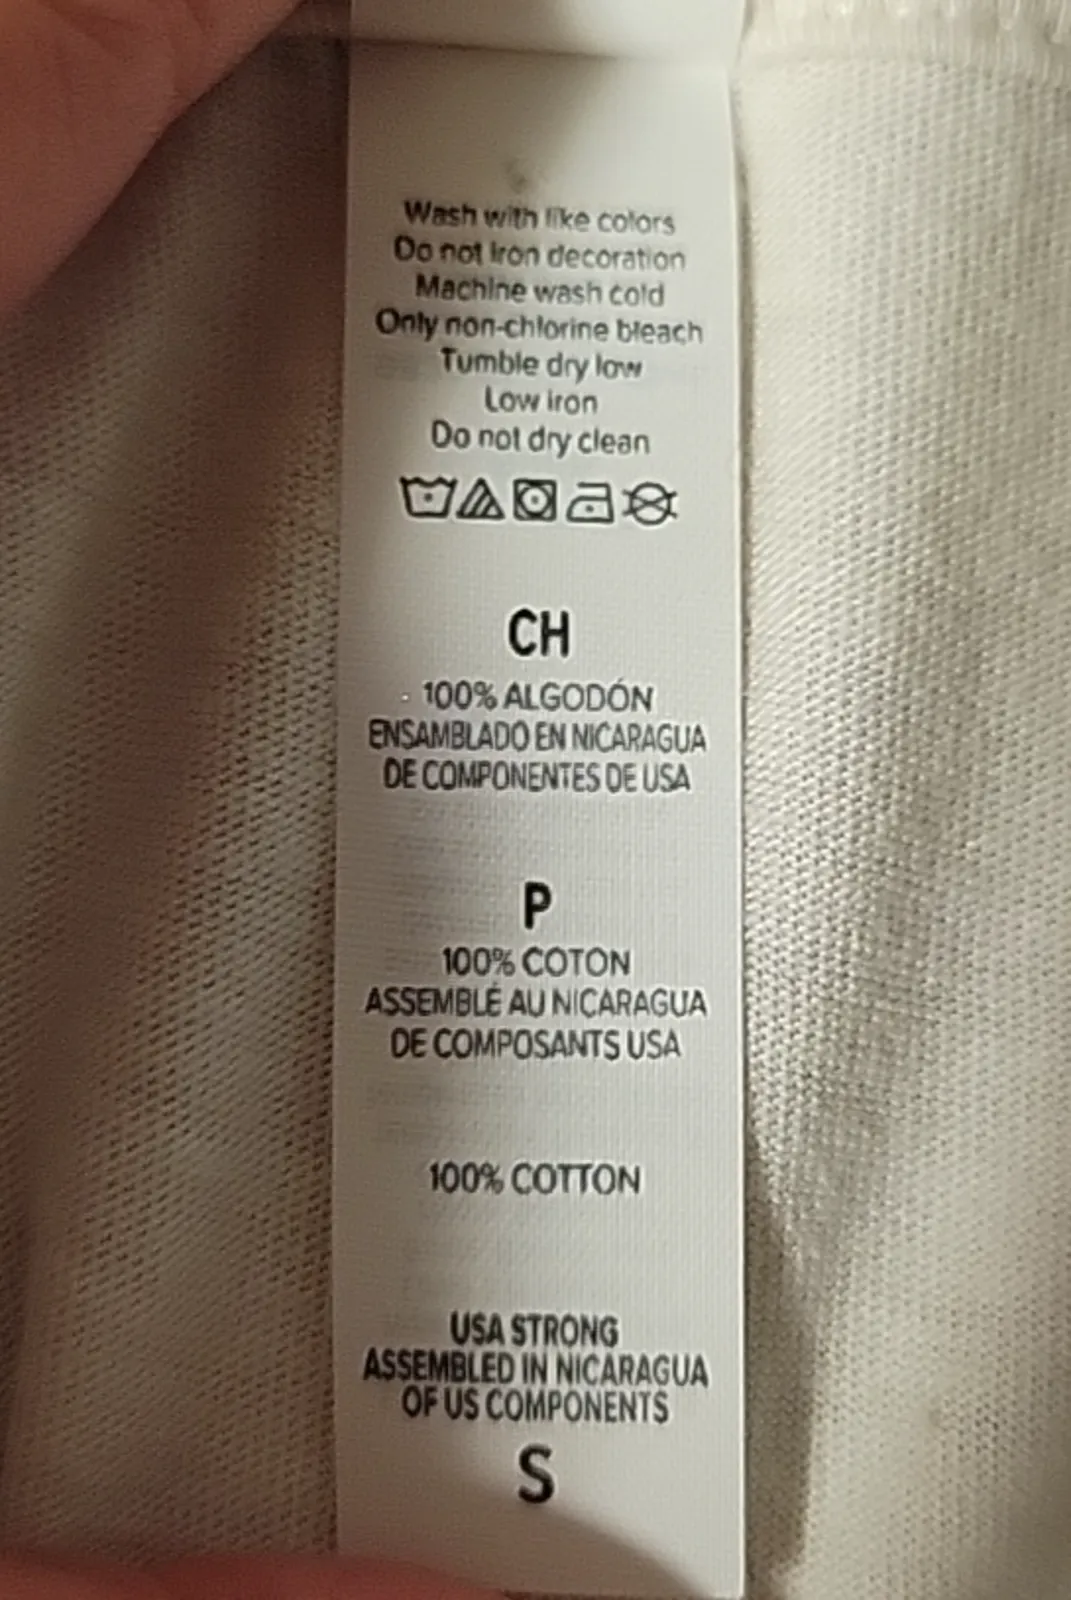 Wash with like colors
Do not iron decoration
Machine wash cold
Only non-chlorine bleach
Tumble dry low
Low iron
Do not dry clean
CH
100% ALGODÓN
ENSAMBLADO EN NICARAGUA
DE COMPONENTES DE USA
P
100% COTON
ASSEMBLÉ AU NICARAGUA
DE COMPOSANTS USA
100% COTTON
USA STRONG
ASSEMBLED IN NICARAGUA
OF US COMPONENTS
S